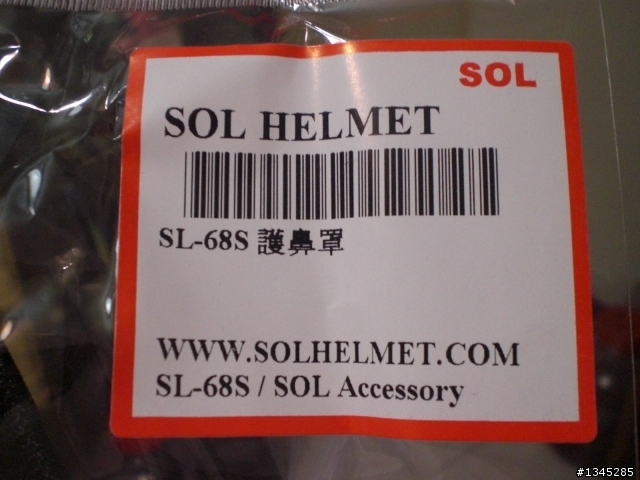 SOL
SOL HELMET
SL-68S 護鼻罩
WWW.SOLHELMET.COM
SL-68S / SOL Accessory
#1345285